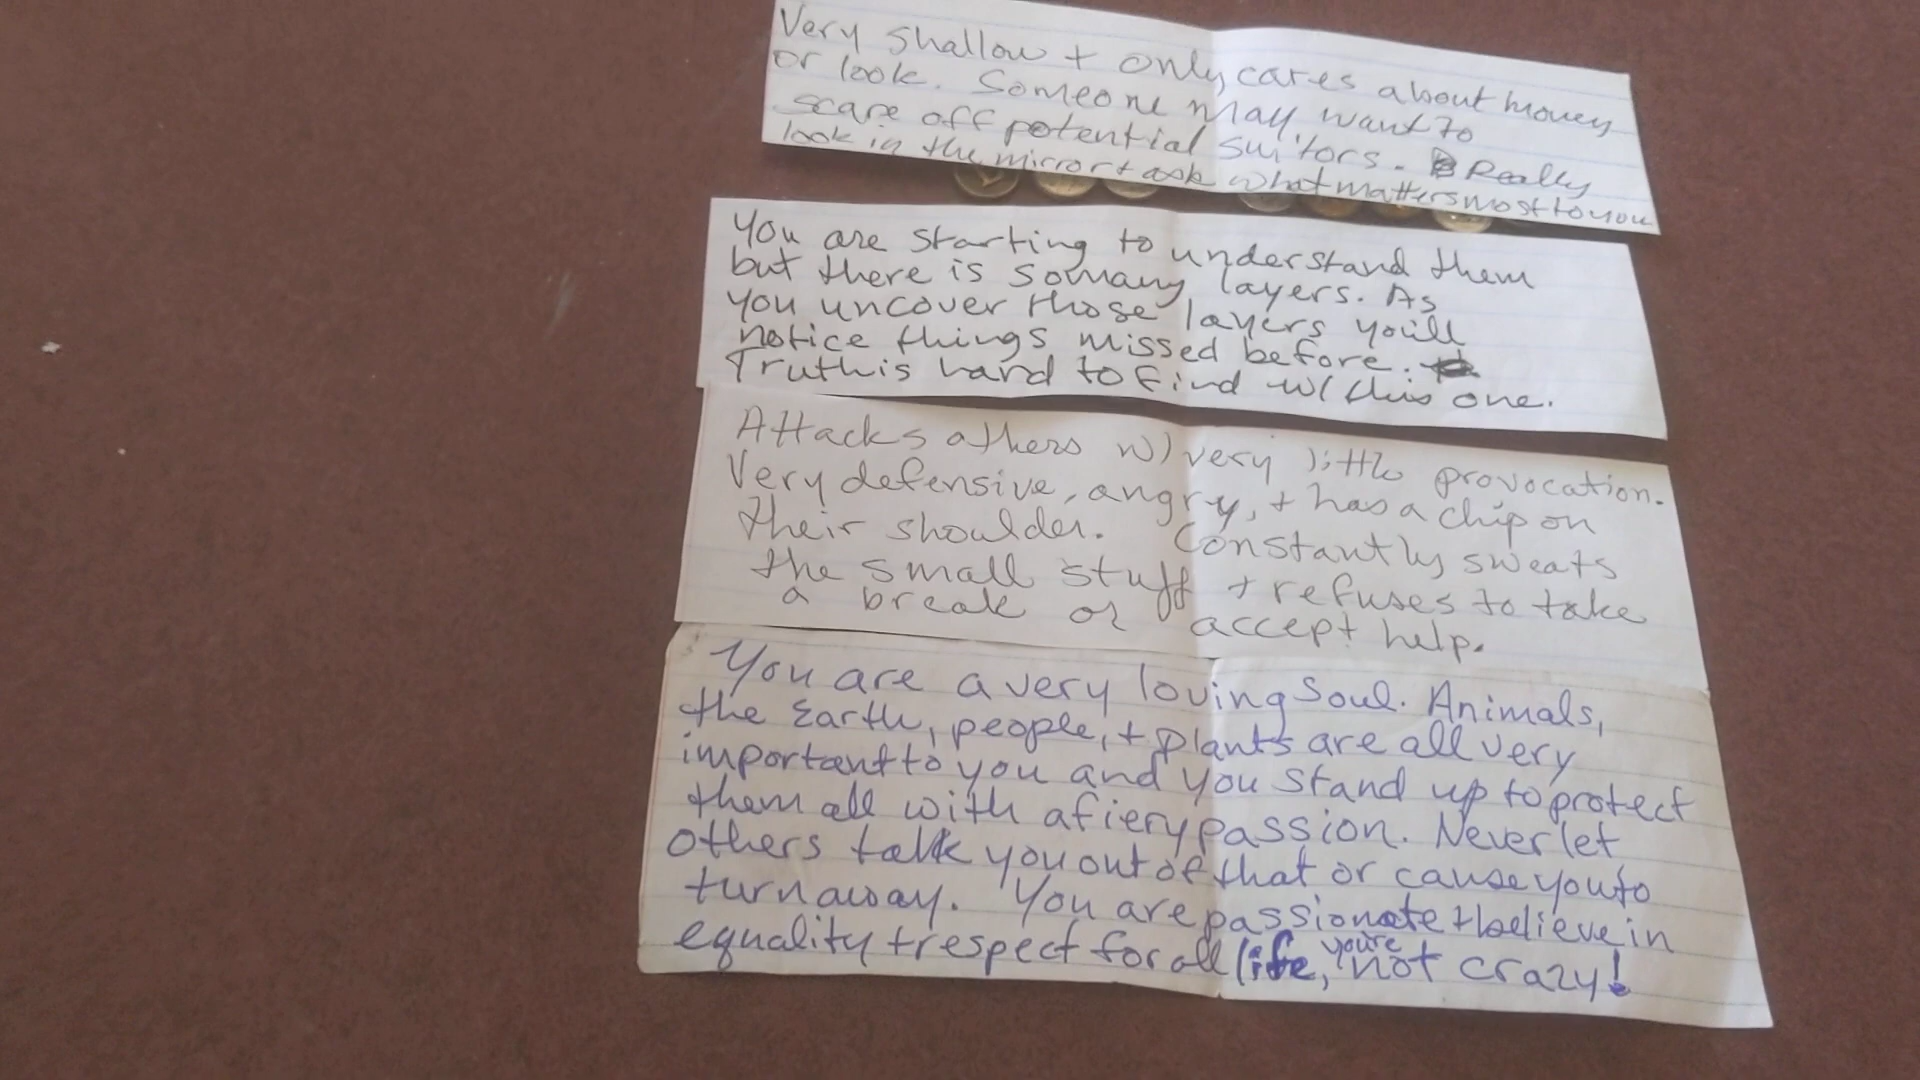 Very shallow + only cares about money
or look. Someone may want to
scare off potential suitors. Really
look in the mirror + ask what matters most to you
You are starting to understand them
but there is so many layers. As
you uncover those layers you'll
notice things missed before.
Truth is hard to find w/ this one.
Attacks others w/ very little provocation.
Very defensive, angry, + has a chip on
their shoulder. Constantly sweats
the small stuff + refuses to take
a break or accept help.
You are a very loving soul. Animals,
the Earth, people, + plants are all very
important to you and you stand up to protect
them all with a fiery passion. Never let
others talk you out of that or cause you to
turn away. You are passionate + believe in
equality + respect for all life, you're not crazy!